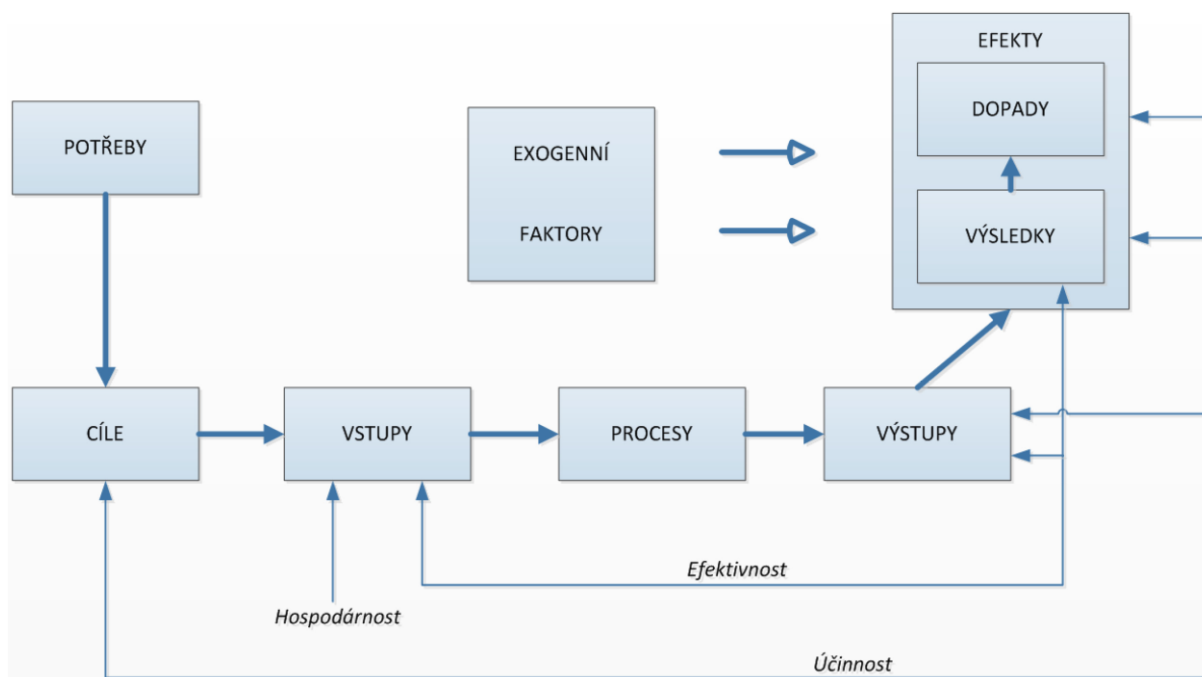 EFEKTY
DOPADY
POTŘEBY
EXOGENNÍ
FAKTORY
VÝSLEDKY
CÍLE
VSTUPY
PROCESY
VÝSTUPY
Efektivnost
Hospodárnost
Účinnost